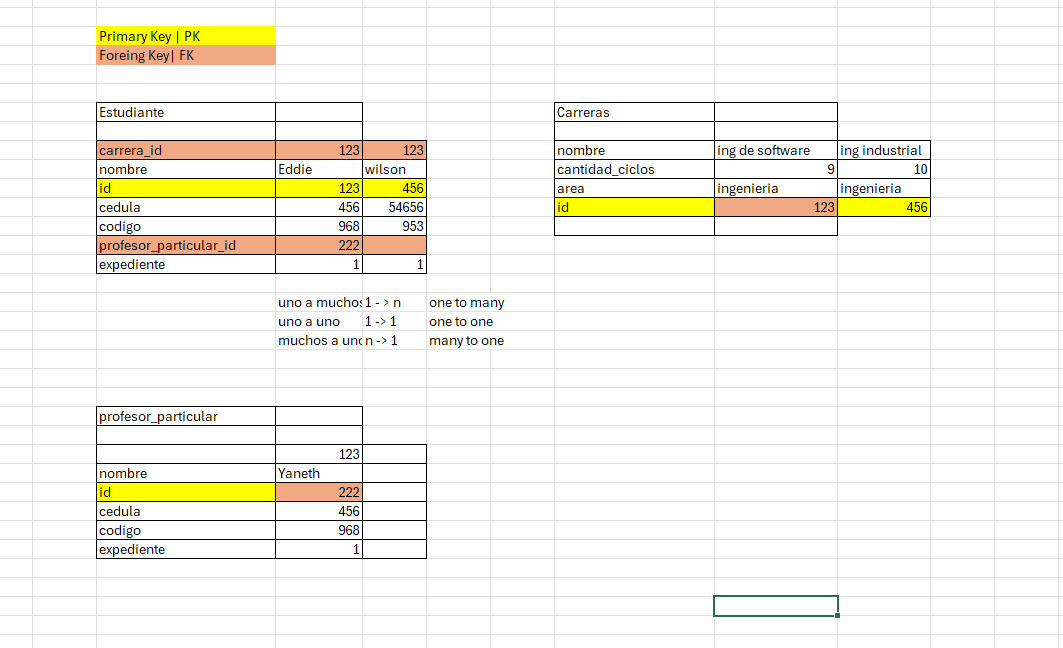 Primary Key | PK
Foreing Key| FK
Estudiante
carrera_id 123 123
nombre Eddie wilson
id 123 456
cedula 456 54656
codigo 968 953
profesor_particular_id 222
expediente 1 1
Carreras
nombre ing de software ing industrial
cantidad_ciclos 9 10
area ingenieria ingenieria
id 123 456
uno a muchos 1 - > n one to many
uno a uno 1 -> 1 one to one
muchos a uno n -> 1 many to one
profesor_particular
123
nombre Yaneth
id 222
cedula 456
codigo 968
expediente 1